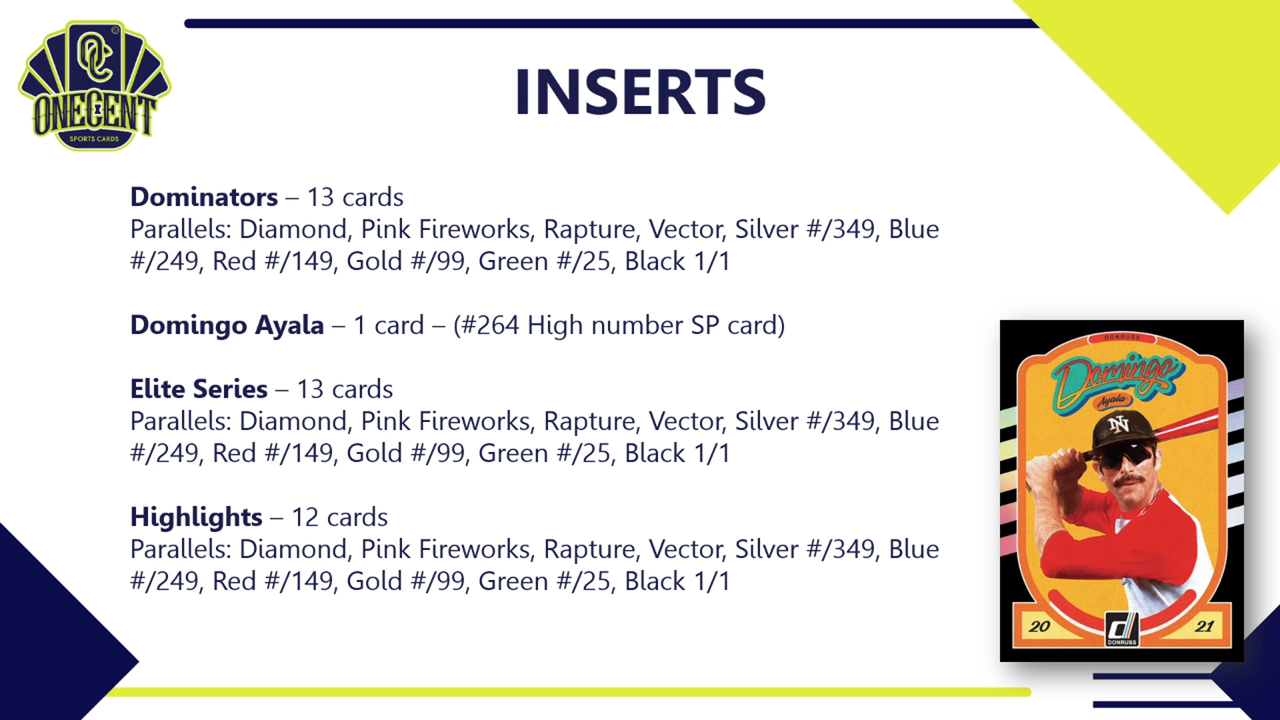 OC
ONECENT
SPORTS CARDS
INSERTS
Dominators – 13 cards
Parallels: Diamond, Pink Fireworks, Rapture, Vector, Silver #/349, Blue
#/249, Red #/149, Gold #/99, Green #/25, Black 1/1
Domingo Ayala – 1 card – (#264 High number SP card)
Elite Series – 13 cards
Parallels: Diamond, Pink Fireworks, Rapture, Vector, Silver #/349, Blue
#/249, Red #/149, Gold #/99, Green #/25, Black 1/1
Highlights – 12 cards
Parallels: Diamond, Pink Fireworks, Rapture, Vector, Silver #/349, Blue
#/249, Red #/149, Gold #/99, Green #/25, Black 1/1
DONRUSS
Domingo
Ayala
DN
20 21
d
DONRUSS